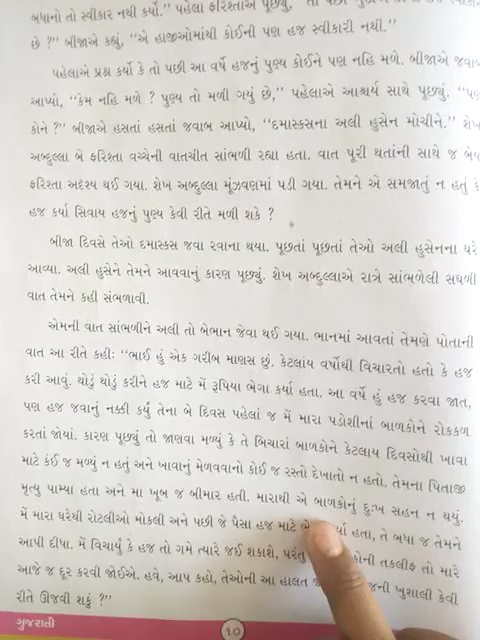 બધાનો તો સ્વીકાર નથી કર્યો." પહેલા ફરિશ્તાએ પૂછ્યું, "તો પછી
છે ?" બીજાએ કહ્યું, "એ હાજીઓમાંથી કોઈની પણ હજ સ્વીકારી નથી."
પહેલાએ પ્રશ્ન કર્યો કે તો પછી આ વર્ષે હજનું પુણ્ય કોઈને પણ નહિ મળે. બીજાએ જવાબ
આપ્યો, "કેમ નહિ મળે ? પુણ્ય તો મળી ગયું છે," પહેલાએ આશ્ચર્ય સાથે પૂછ્યું. "પણ
કોને ?" બીજાએ હસતાં હસતાં જવાબ આપ્યો, "દમાસ્કસના અલી હુસેન મોચીને." શેખ
અબ્દુલ્લા બે ફરિશ્તા વચ્ચેની વાતચીત સાંભળી રહ્યા હતા. વાત પૂરી થતાંની સાથે જ બેય
ફરિશ્તા અદૃશ્ય થઈ ગયા. શેખ અબ્દુલ્લા મૂંઝવણમાં પડી ગયા. તેમને એ સમજાતું ન હતું કે
હજ કર્યા સિવાય હજનું પુણ્ય કેવી રીતે મળી શકે ?
બીજા દિવસે તેઓ દમાસ્કસ જવા રવાના થયા. પૂછતાં પૂછતાં તેઓ અલી હુસેનના ઘરે
આવ્યા. અલી હુસેને તેમને આવવાનું કારણ પૂછ્યું. શેખ અબ્દુલ્લાએ રાત્રે સાંભળેલી સઘળી
વાત તેમને કહી સંભળાવી.
એમની વાત સાંભળીને અલી તો બેભાન જેવા થઈ ગયા. ભાનમાં આવતાં તેમણે પોતાની
વાત આ રીતે કહી: "ભાઈ હું એક ગરીબ માણસ છું. કેટલાંય વર્ષોથી વિચારતો હતો કે હજ
કરી આવું. થોડું થોડું કરીને હજ માટે મેં રૂપિયા ભેગા કર્યા હતા. આ વર્ષે હું હજ કરવા જાત,
પણ હજ જવાનું નક્કી કર્યું તેના બે દિવસ પહેલાં જ મેં મારા પડોશીનાં બાળકોને રોકકળ
કરતાં જોયાં. કારણ પૂછ્યું તો જાણવા મળ્યું કે તે બિચારાં બાળકોને કેટલાય દિવસોથી ખાવા
માટે કંઈ જ મળ્યું ન હતું અને ખાવાનું મેળવવાનો કોઈ જ રસ્તો દેખાતો ન હતો. તેમના પિતાજી
મૃત્યુ પામ્યા હતા અને મા ખૂબ જ બીમાર હતી. મારાથી એ બાળકોનું દુઃખ સહન ન થયું.
મેં મારા ઘરેથી રોટલીઓ મોકલી અને પછી જે પૈસા હજ માટે હતા, તે બધા જ તેમને
આપી દીધા. મેં વિચાર્યું કે હજ તો ગમે ત્યારે જઈ શકાશે, પરંતુ તકલીફ તો મારે
આજે જ દૂર કરવી જોઈએ. હવે, આપ કહો, તેઓની આ હાલત ખુશાલી કેવી
રીતે ઊજવી શકું ?"
ગુજરાતી
૧૦